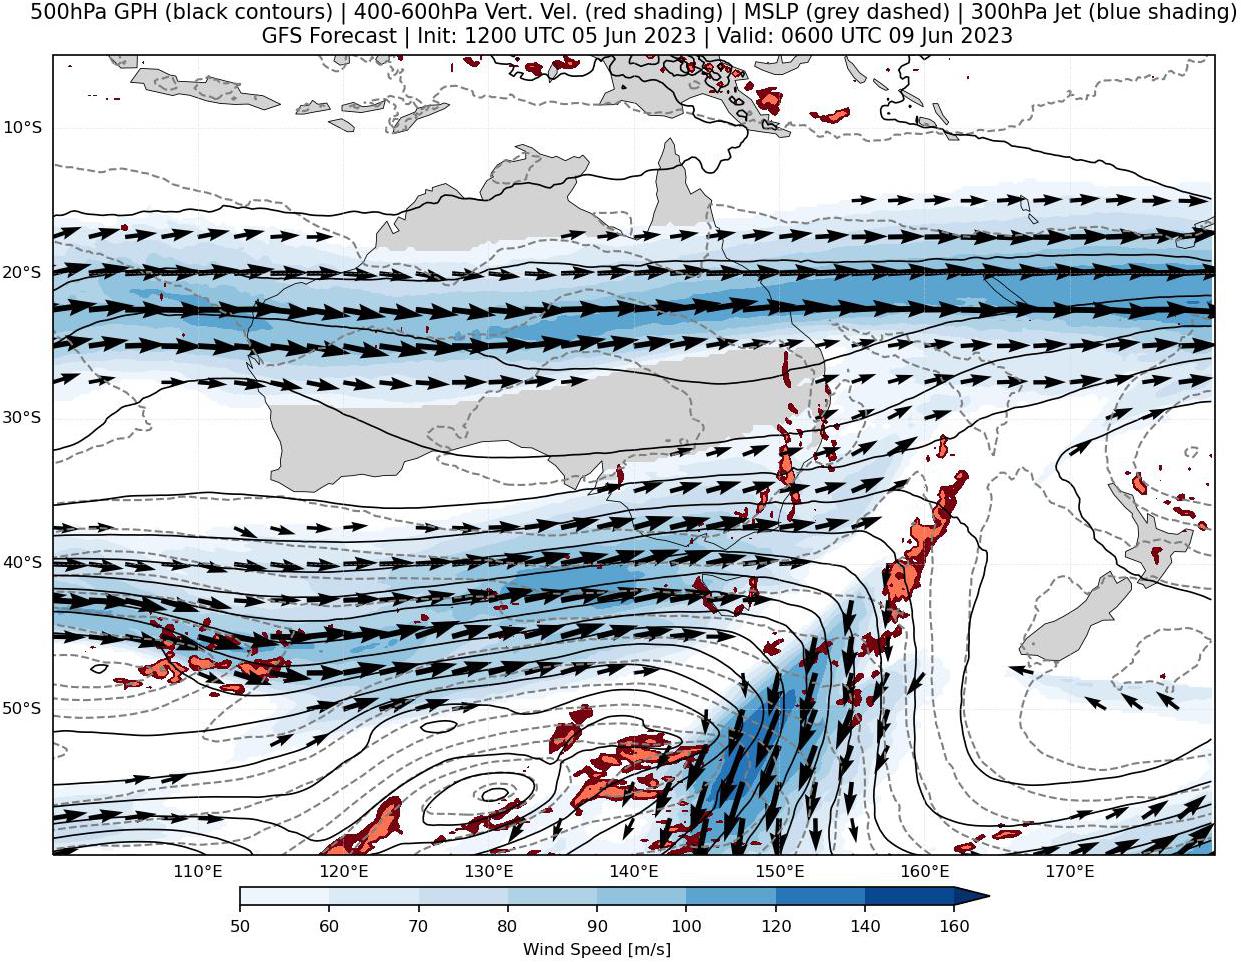 500hPa GPH (black contours) | 400-600hPa Vert. Vel. (red shading) | MSLP (grey dashed) | 300hPa Jet (blue shading)
GFS Forecast | Init: 1200 UTC 05 Jun 2023 | Valid: 0600 UTC 09 Jun 2023
10°S
20°S
30°S
40°S
50°S
110°E 120°E 130°E 140°E 150°E 160°E 170°E
50 60 70 80 90 100 120 140 160
Wind Speed [m/s]